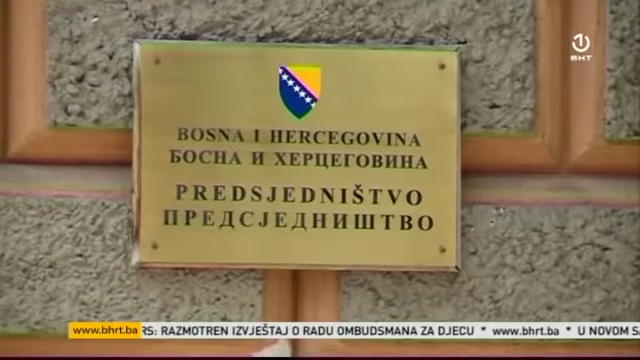 BHT
BOSNA I HERCEGOVINA
БОСНА И ХЕРЦЕГОВИНА
PREDSJEDNIŠTVO
ПРЕДСЈЕДНИШТВО
www.bhrt.ba RS: RAZMOTREN IZVJEŠTAJ O RADU OMBUDSMANA ZA DJECU * www.bhrt.ba * U NOVOM